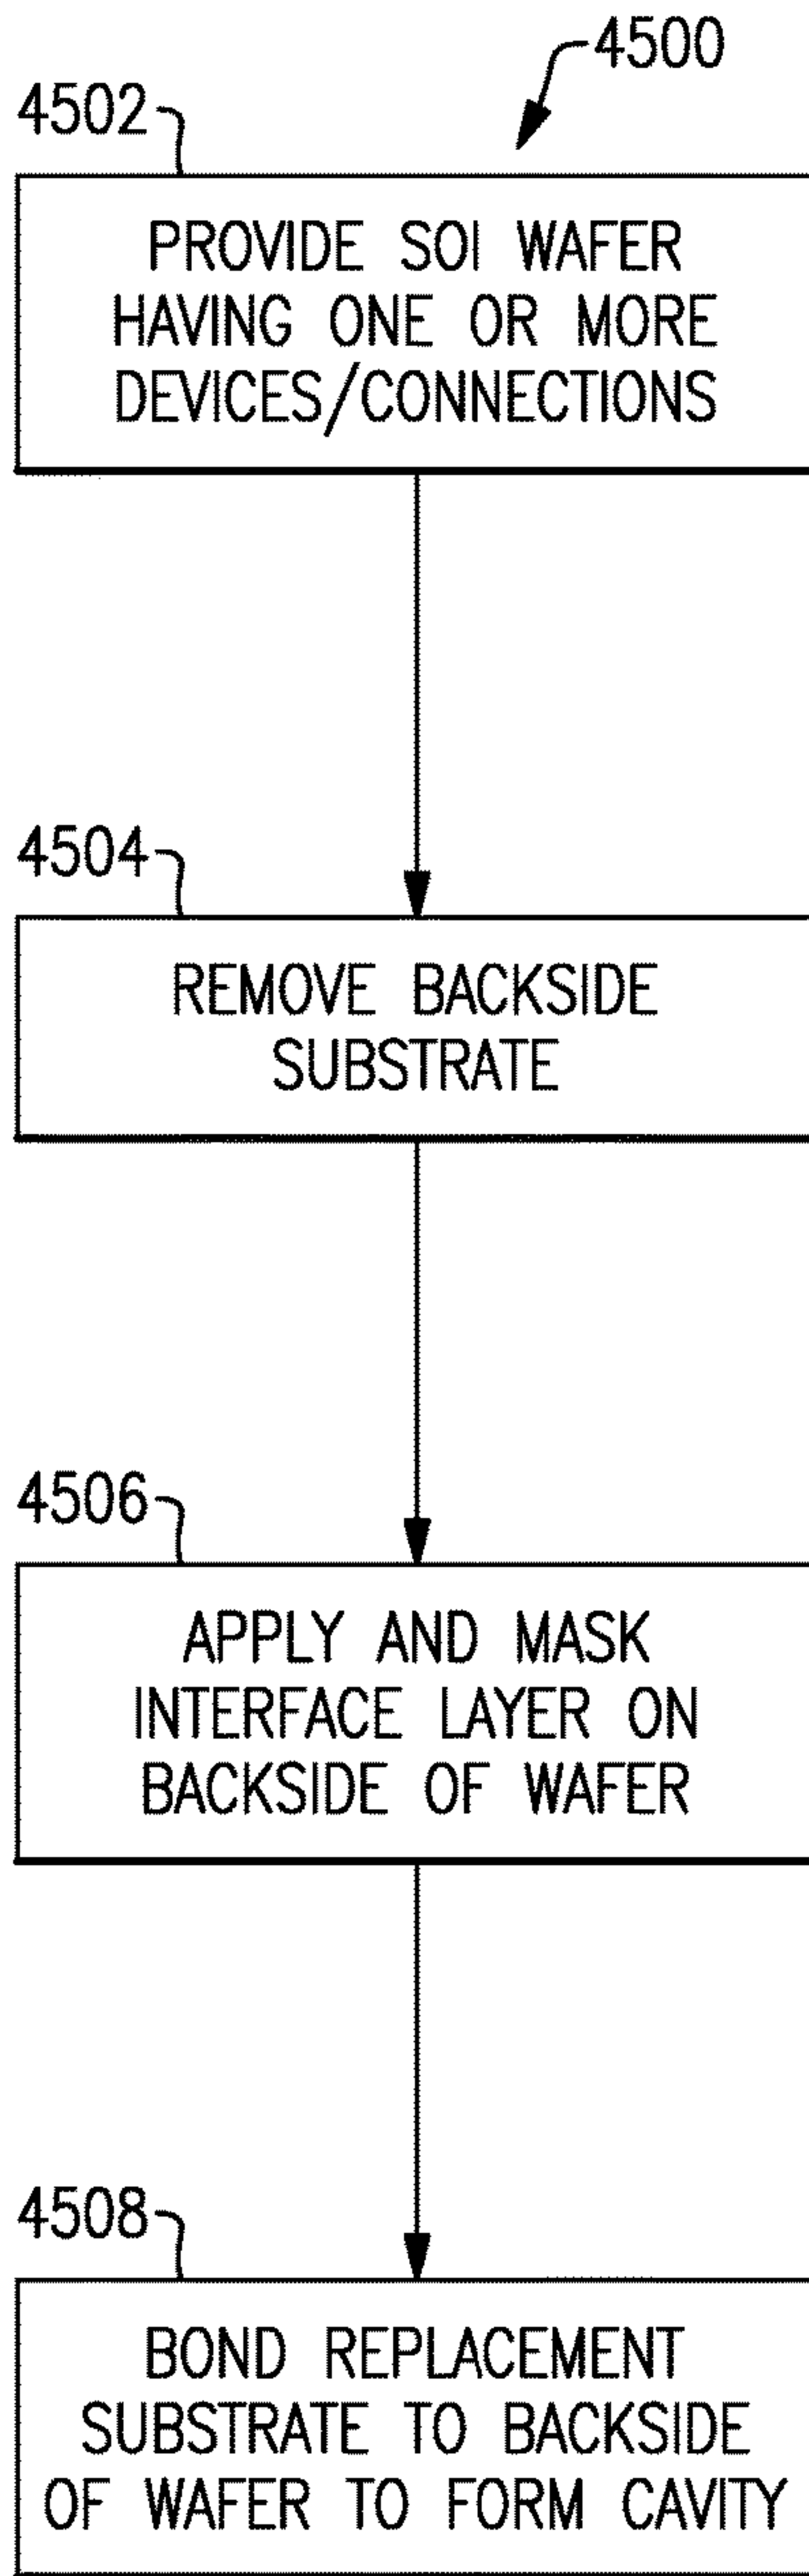 4500
4502
PROVIDE SOI WAFER
HAVING ONE OR MORE
DEVICES/CONNECTIONS
4504
REMOVE BACKSIDE
SUBSTRATE
4506
APPLY AND MASK
INTERFACE LAYER ON
BACKSIDE OF WAFER
4508
BOND REPLACEMENT
SUBSTRATE TO BACKSIDE
OF WAFER TO FORM CAVITY